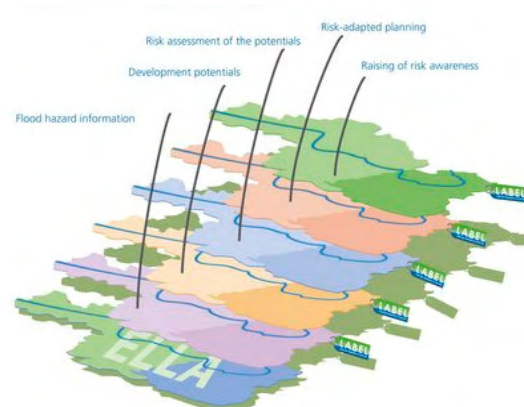 Risk-adapted planning
Risk assessment of the potentials
Raising of risk awareness
Development potentials
Flood hazard information
LABEL
LABEL
LABEL
LABEL
LABEL
ELLA